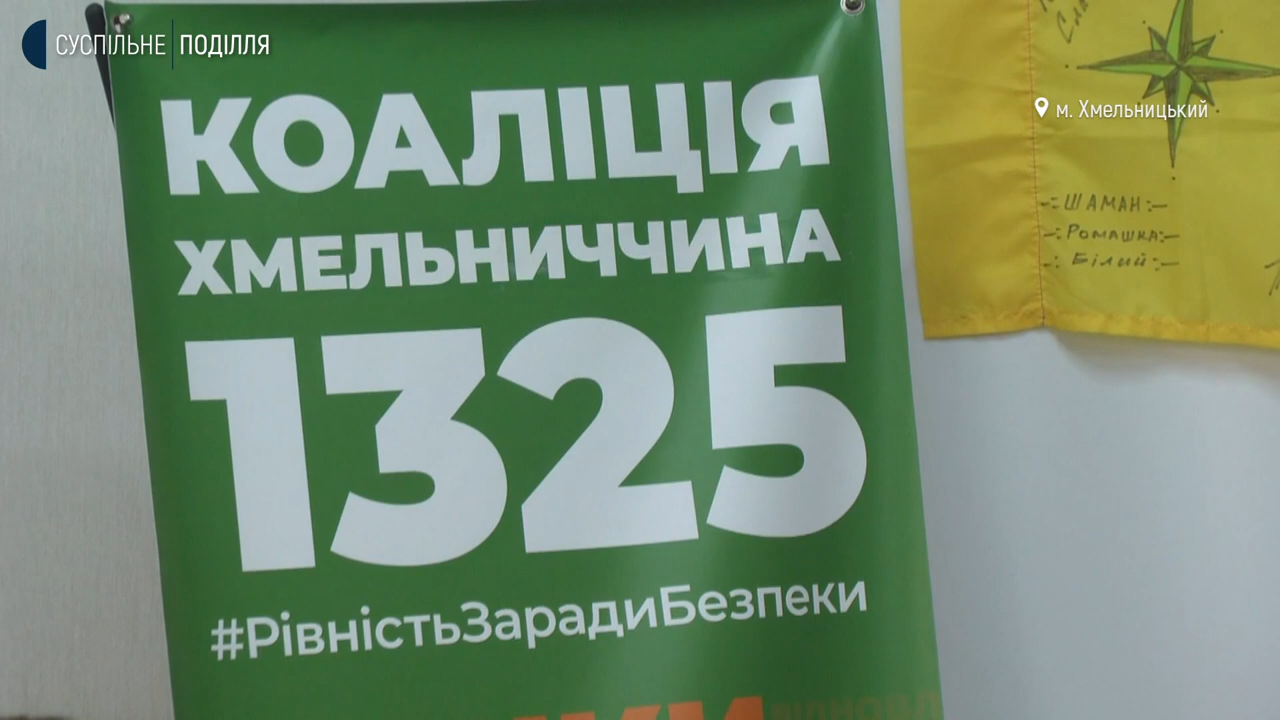 СУСПІЛЬНЕ ПОДІЛЛЯ
м. Хмельницький
КОАЛІЦІЯ
ХМЕЛЬНИЧЧИНА
1325
#РівністьЗарадиБезпеки
-:ШАМАН:-
-:РОМАШКА:-
-:Білий:-